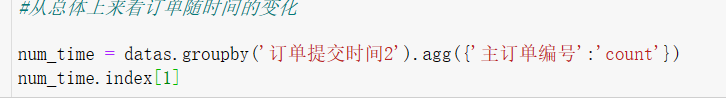 #从总体上来看订单随时间的变化
num_time = datas.groupby('订单提交时间2').agg({'主订单编号':'count'})
num_time.index[1]